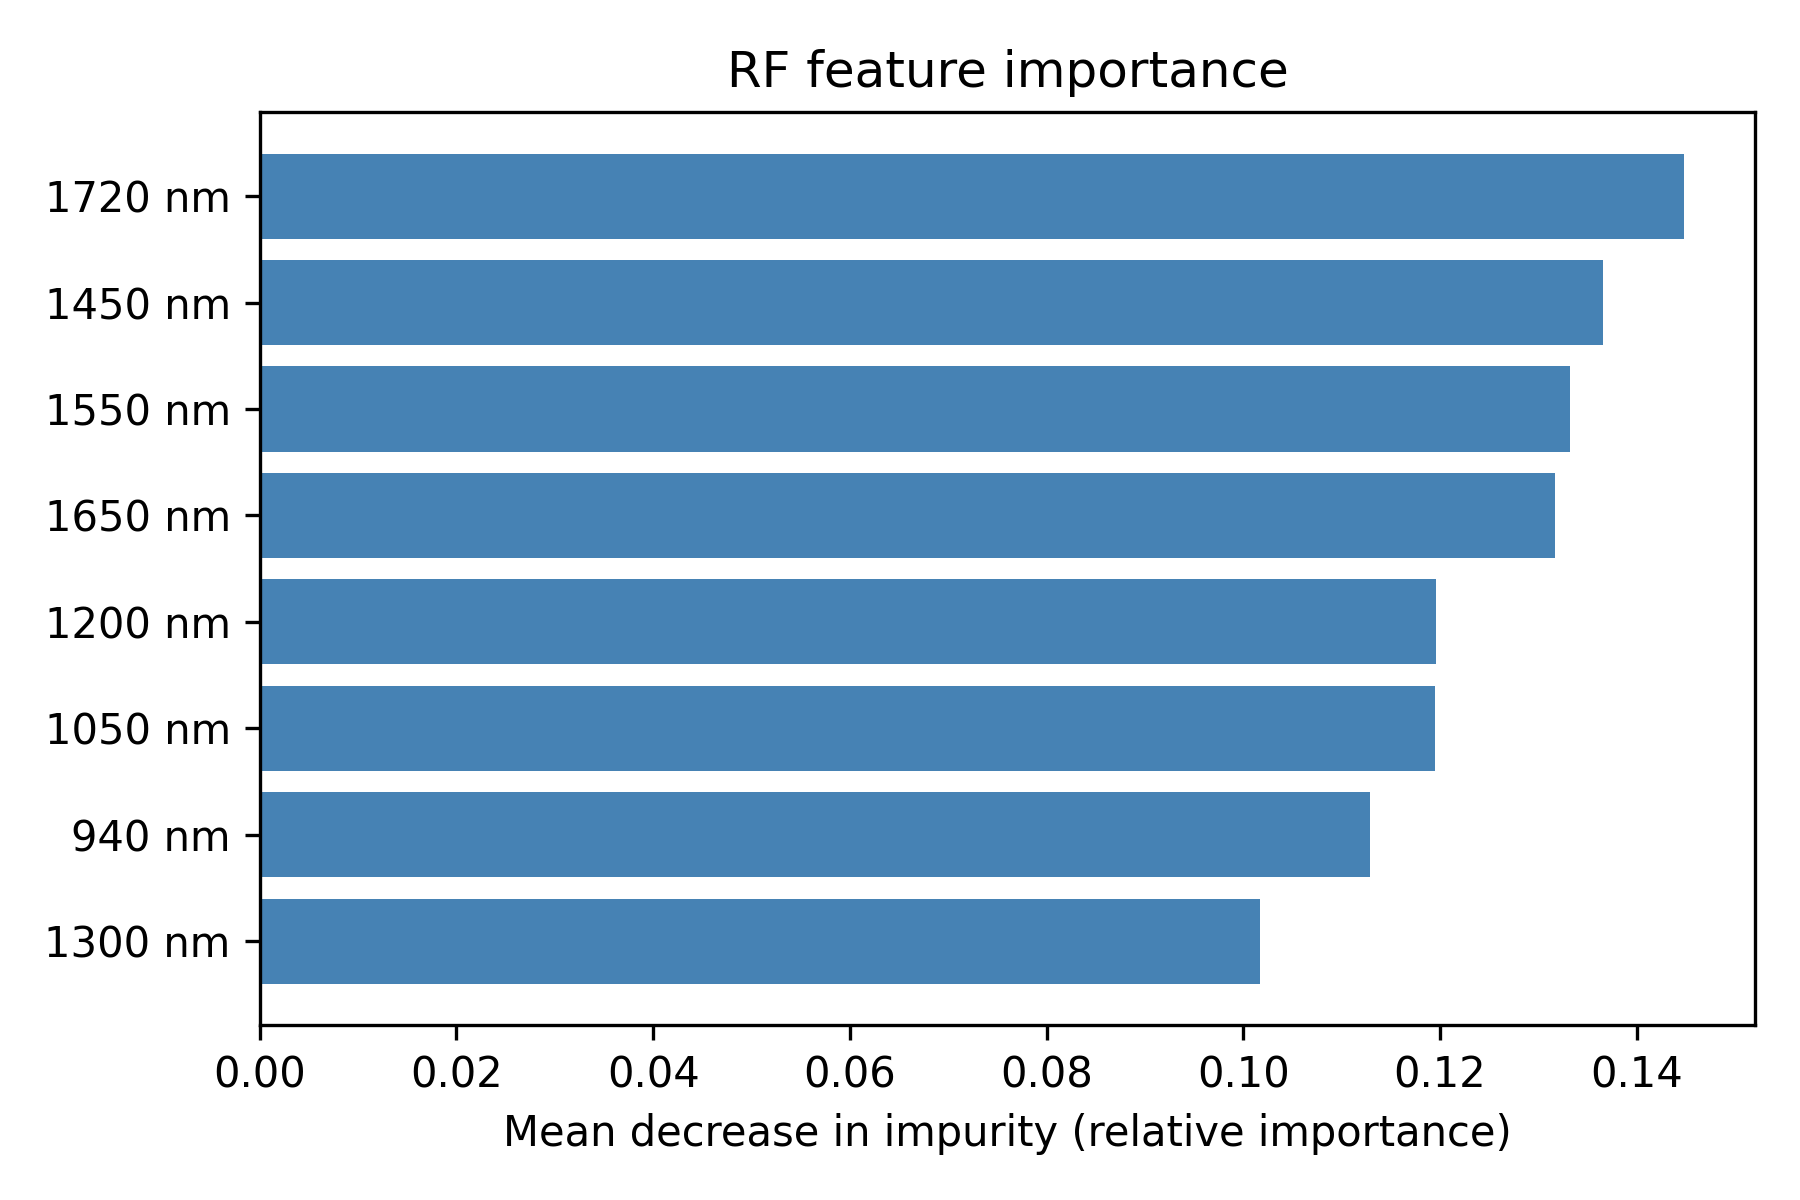 RF feature importance
1720 nm
1450 nm
1550 nm
1650 nm
1200 nm
1050 nm
940 nm
1300 nm
0.00 0.02 0.04 0.06 0.08 0.10 0.12 0.14
Mean decrease in impurity (relative importance)